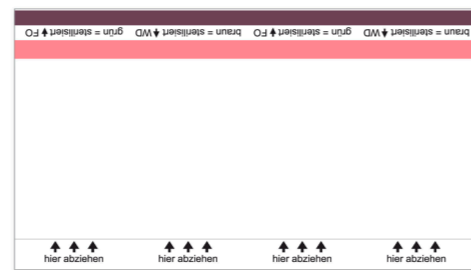 braun = sterilisiert ↑ WD grün = sterilisiert ↓ FO braun = sterilisiert ↑ WD grün = sterilisiert ↓ FO
hier abziehen hier abziehen hier abziehen hier abziehen